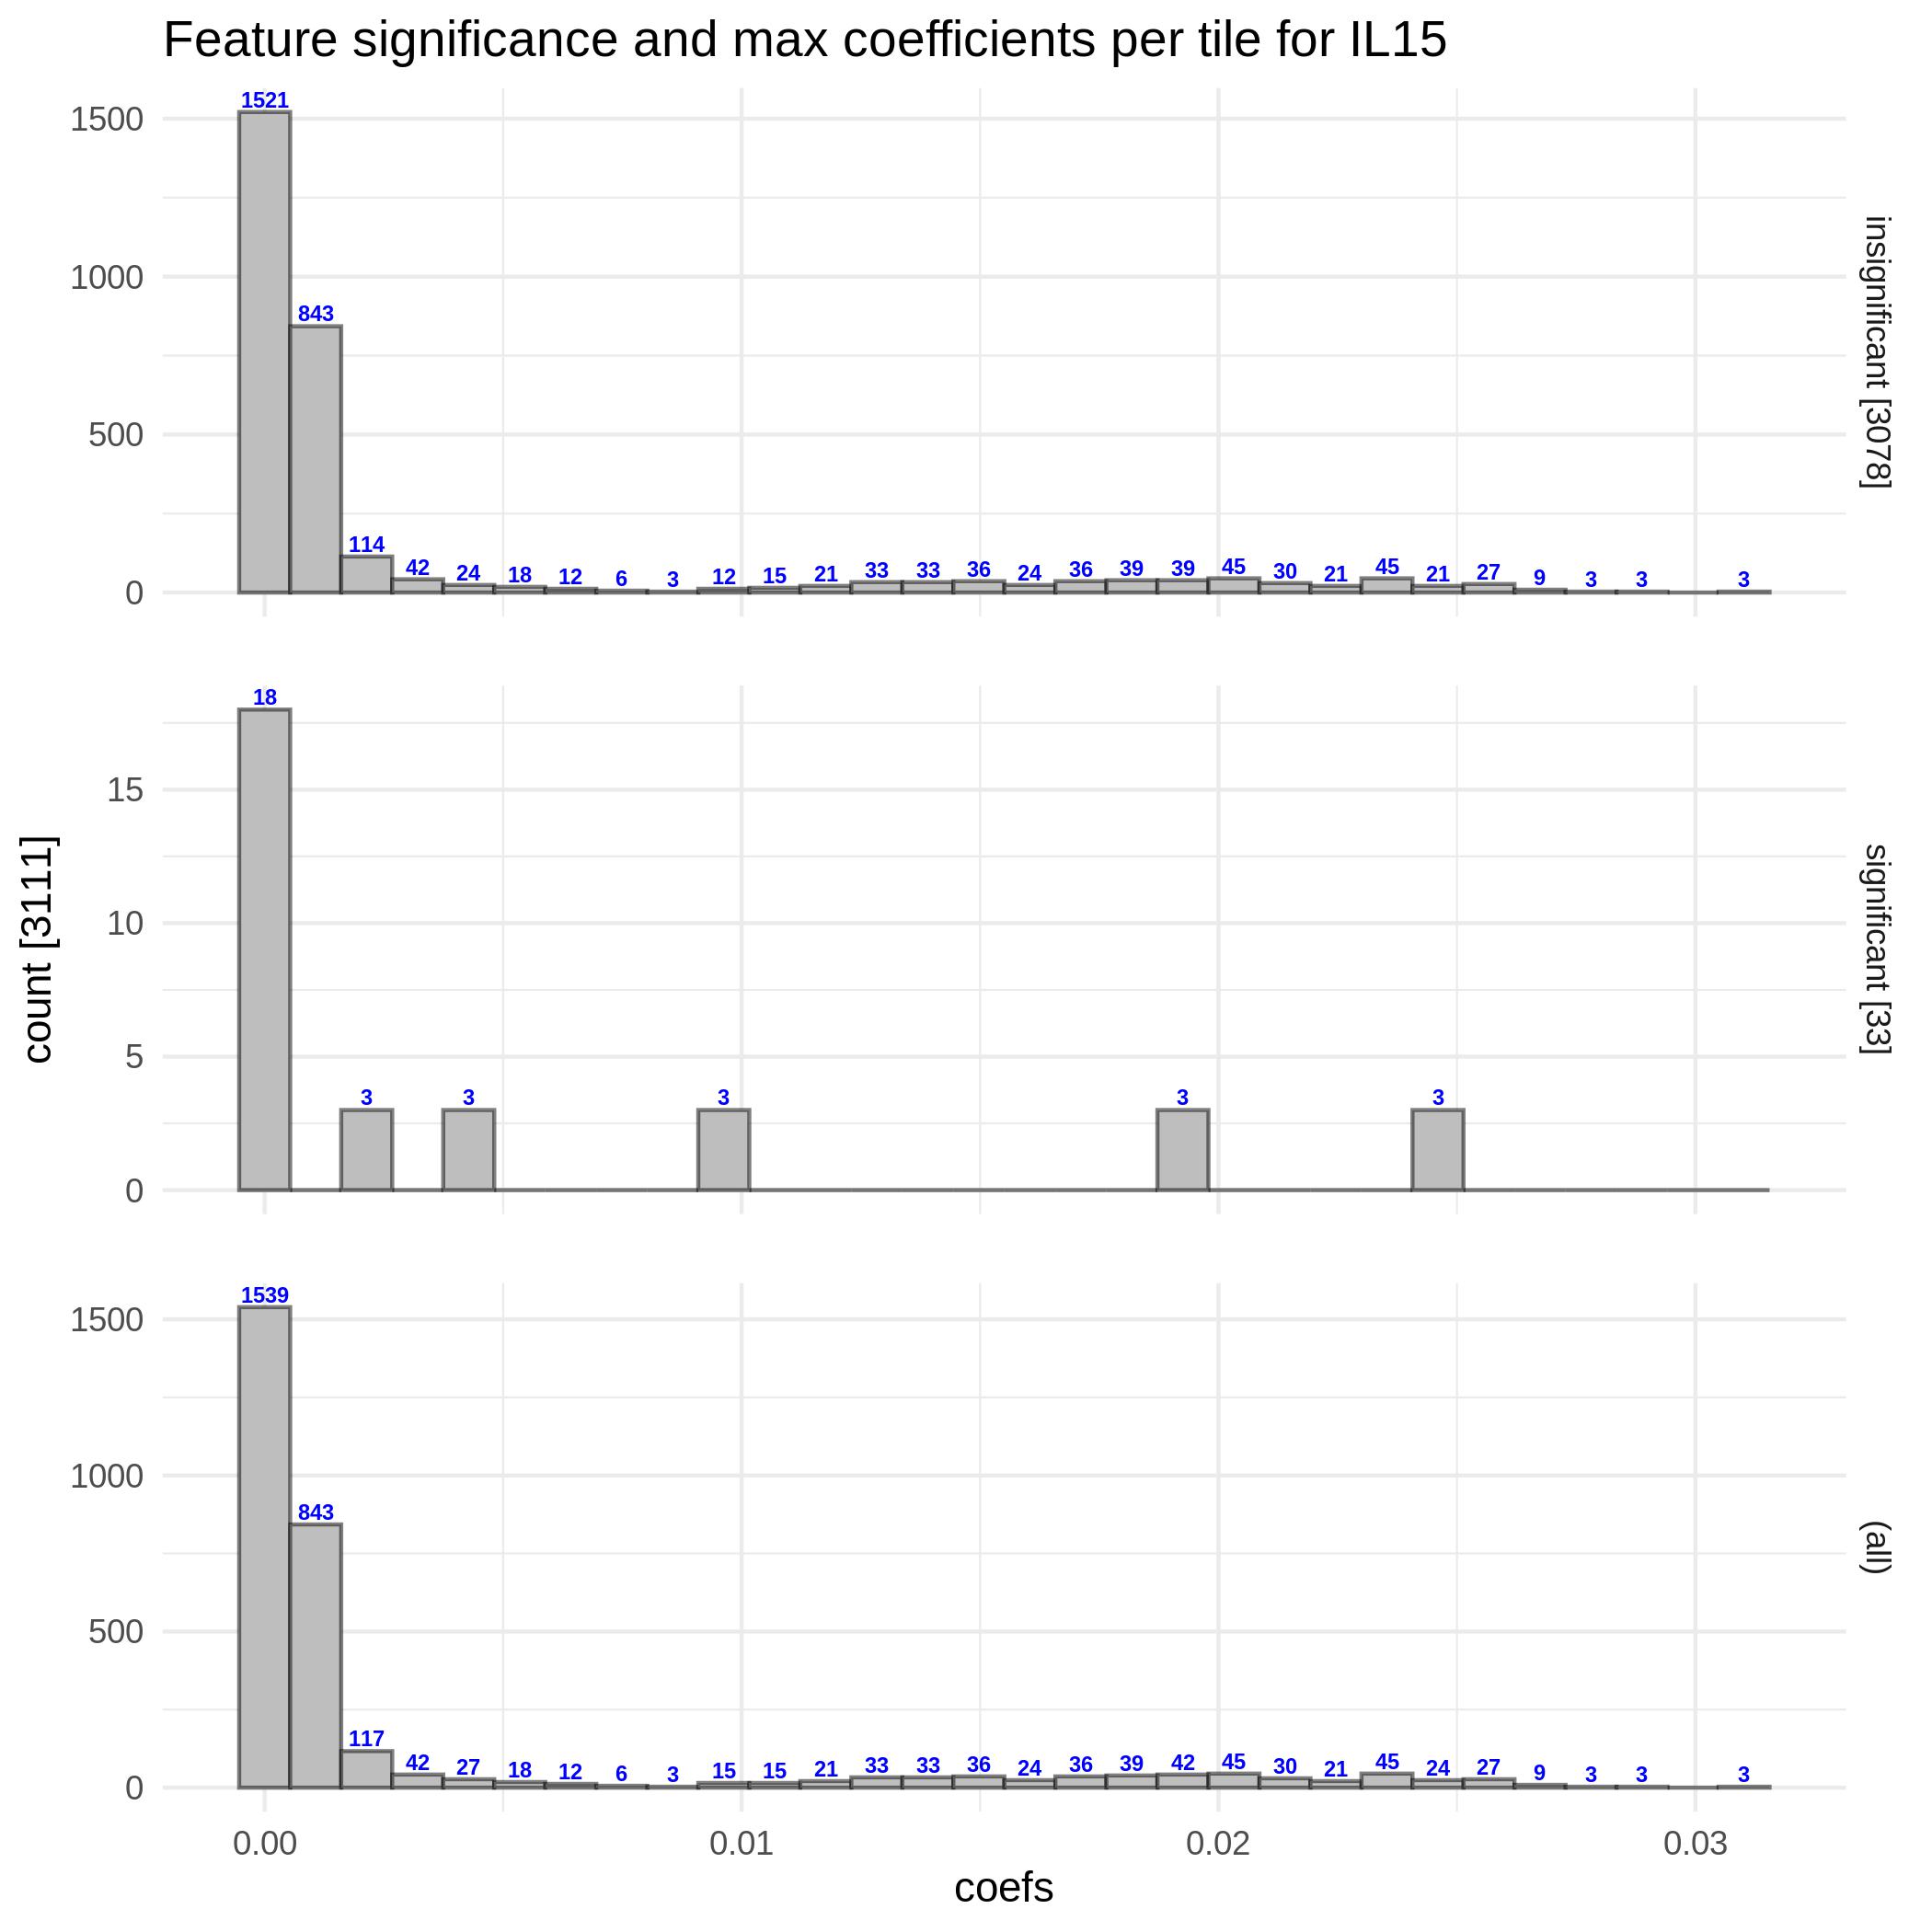 Feature significance and max coefficients per tile for IL15
1521
1500
843
1000
500
114
42 24 18 12 6 3 12 15 21 33 33 36 24 36 39 39 45 30 21 45 21 27 9 3 3 3
0
insignificant [3078]
18
15
10
5
3 3 3 3 3
0
significant [33]
count [3111]
1539
1500
1000
843
500
117
42 27 18 12 6 3 15 15 21 33 33 36 24 36 39 42 45 30 21 45 24 27 9 3 3 3
0
(all)
0.00 0.01 0.02 0.03
coefs